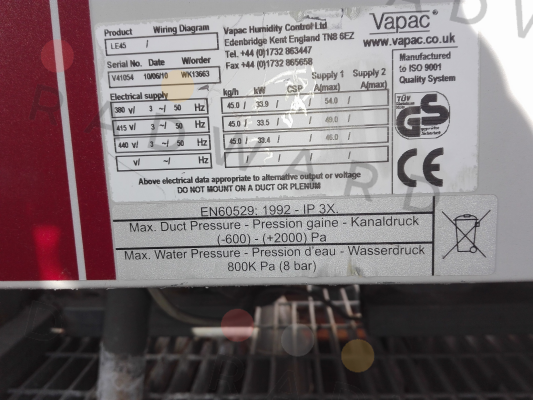 Product Wiring Diagram
LE45 /
Serial No. Date W/order
V41054 10/06/10 WK13663
Electrical supply
380 v/ 3 ~/ 50 Hz
415 v/ 3 ~/ 50 Hz
440 v/ 3 ~/ 50 Hz
v/ ~/ Hz
Vapac Humidity Control Ltd
Edenbridge Kent England TN8 6EZ
Tel. +44 (0)1732 863447
Fax +44 (0)1732 865658
Supply 1 Supply 2
kg/h kW CSP A(max) A(max)
45.0 / 33.9 / / 54.0 /
45.0 / 33.5 / / 49.0 /
45.0 / 33.4 / / 46.0 /
/ / / /
Vapac®
www.vapac.co.uk
Manufactured
to ISO 9001
Quality System
TÜV
GS
geprüfte
Sicherheit
CE
Above electrical data appropriate to alternative output or voltage
DO NOT MOUNT ON A DUCT OR PLENUM
EN60529: 1992 - IP 3X.
Max. Duct Pressure - Pression gaine - Kanaldruck
(-600) - (+2000) Pa
Max. Water Pressure - Pression d'eau - Wasserdruck
800K Pa (8 bar)
RADWARD